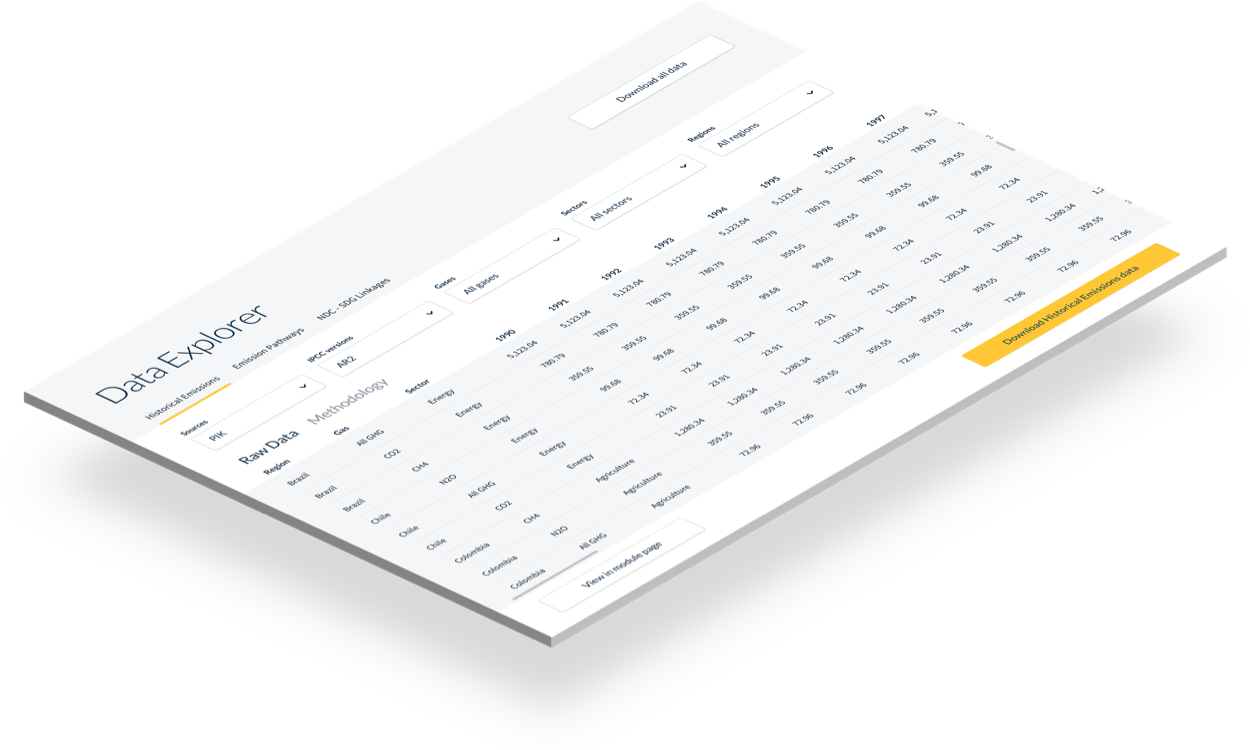 Download all data
Data Explorer
Historical Emissions Emission Pathways NDC - SDG Linkages
Sources IPCC versions Gases Sectors Regions
PIK AR2 All gases All sectors All regions
Raw Data Methodology
Region Gas Sector 1990 1991 1992 1993 1994 1995 1996 1997
Brazil All GHG Energy 5,123.04 5,123.04 5,123.04 5,123.04 5,123.04 5,123.04 5,123.04 5,123.04 5,1
Brazil CO2 Energy 780.79 780.79 780.79 780.79 780.79 780.79 780.79 780.79
Brazil CH4 Energy 359.55 359.55 359.55 359.55 359.55 359.55 359.55 359.55
Chile N2O Energy 99.68 99.68 99.68 99.68 99.68 99.68 99.68 99.68
Chile All GHG Energy 72.34 72.34 72.34 72.34 72.34 72.34 72.34 72.34
Chile CO2 Energy 23.91 23.91 23.91 23.91 23.91 23.91 23.91 23.91
Colombia CH4 Agriculture 1,280.34 1,280.34 1,280.34 1,280.34 1,280.34 1,280.34 1,280.34 1,280.34 1,2
Colombia N2O Agriculture 359.55 359.55 359.55 359.55 359.55 359.55 359.55 359.55
Colombia All GHG Agriculture 72.96 72.96 72.96 72.96 72.96 72.96 72.96 72.96
View in module page Download Historical Emissions data